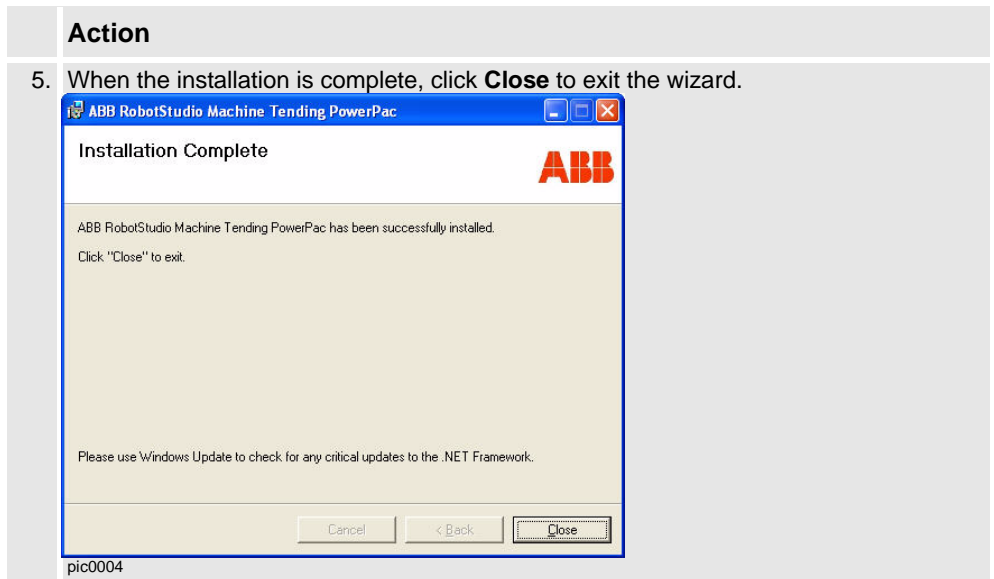 Action
5. When the installation is complete, click Close to exit the wizard.
ABB RobotStudio Machine Tending PowerPac
Installation Complete
ABB
ABB RobotStudio Machine Tending PowerPac has been successfully installed.
Click "Close" to exit.
Please use Windows Update to check for any critical updates to the .NET Framework.
Cancel < Back Close
pic0004